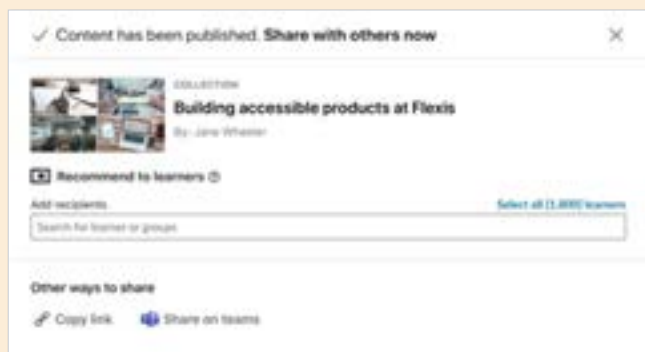 Content has been published. Share with others now
COLLECTION
Building accessible products at Flexis
By: Jane Wheeler
Recommend to learners
Add recipients
Select all (1,800) learners
Search for learner or groups
Other ways to share
Copy link
Share on teams